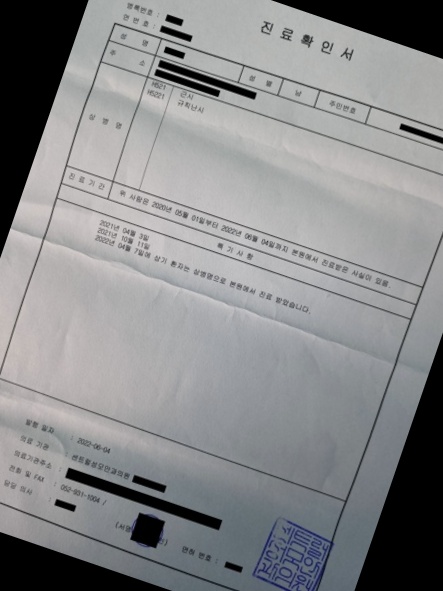 등록번호 :
연 번호 :
진료확인서
성 명
성 별 남 주민번호
주 소
상 병 명
H521 근시
H5221 규칙난시
진료기간 위 사람은 2020년 05월 01일부터 2022년 06월 04일까지 본원에서 진료받은 사실이 있음.
특기사항
2021년 04월 3일
2021년 10월 11일
2022년 04월 7일에 상기 환자는 상병명으로 본원에서 진료 받았습니다.
발행 일자 : 2022-06-04
의료 기관 : 센트럴성모안과의원
의료기관주소 :
전화 및 FAX : 052-931-1004 /
담당 의사 :
(서명
면허 번호 :